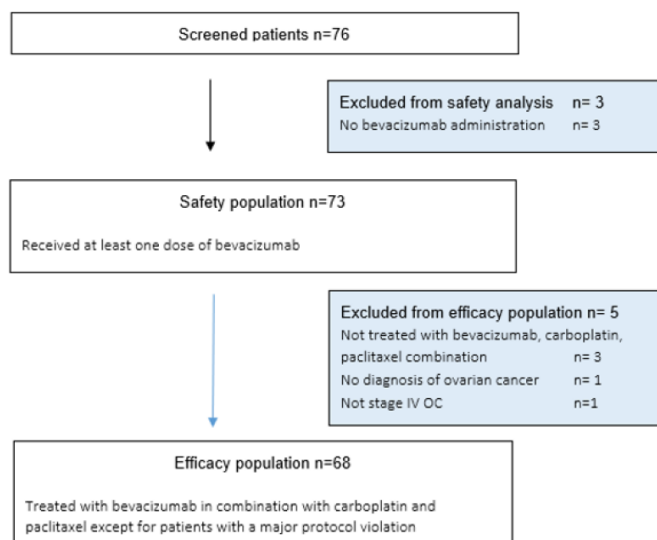 Screened patients n=76
Excluded from safety analysis n= 3
No bevacizumab administration n= 3
Safety population n=73
Received at least one dose of bevacizumab
Excluded from efficacy population n= 5
Not treated with bevacizumab, carboplatin,
paclitaxel combination n= 3
No diagnosis of ovarian cancer n= 1
Not stage IV OC n=1
Efficacy population n=68
Treated with bevacizumab in combination with carboplatin and
paclitaxel except for patients with a major protocol violation